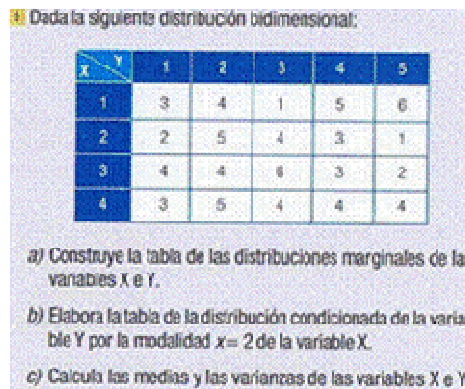 Dada la siguiente distribución bidimensional:
X Y 1 2 3 4 5
1 3 4 1 5 6
2 2 5 4 3 1
3 4 4 6 3 2
4 3 5 4 4 4
a) Construye la tabla de las distribuciones marginales de la
variables X e Y.
b) Elabora la tabla de la distribución condicionada de la varia
ble Y por la modalidad x= 2 de la variable X.
c) Calcula las medias y las varianzas de las variables X e Y